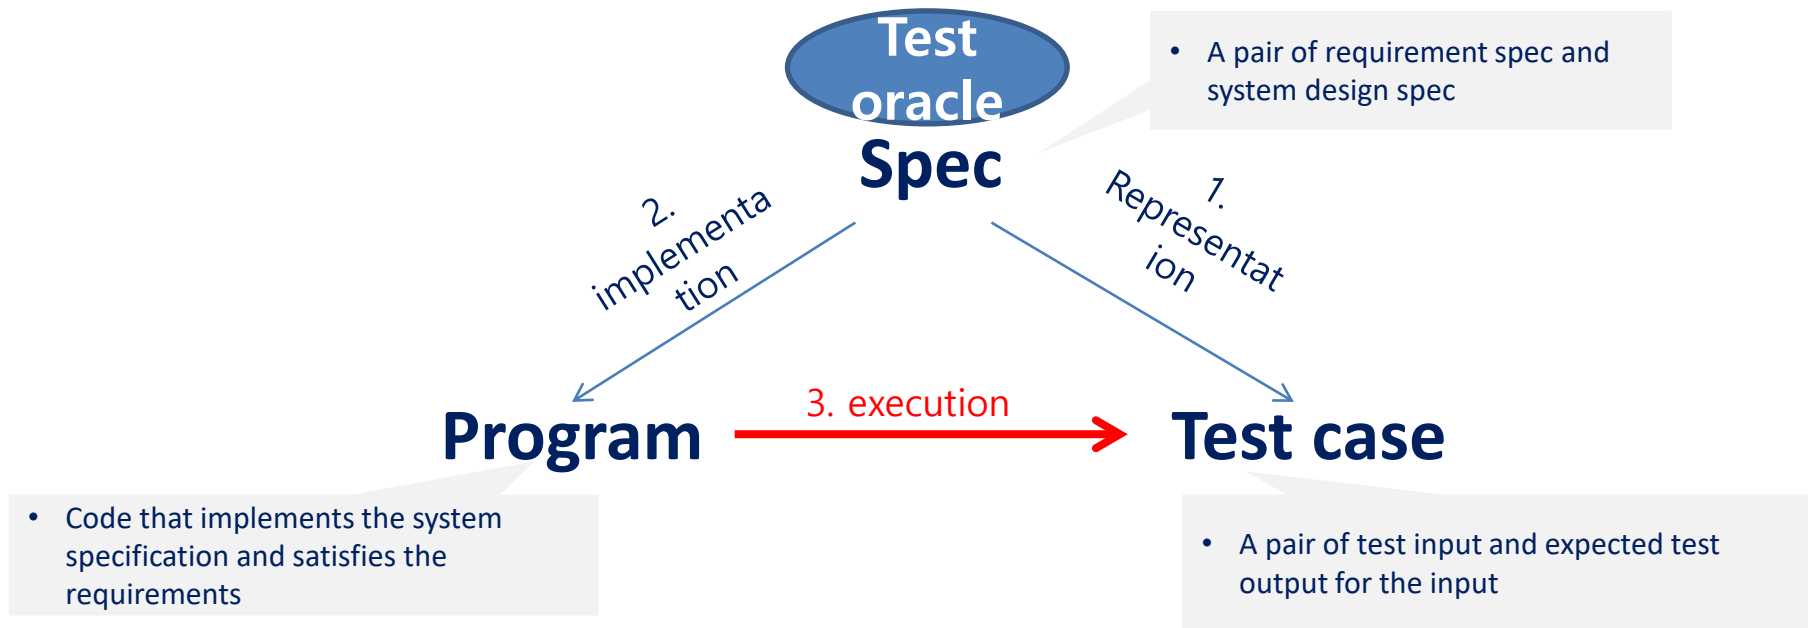 Test
oracle
• A pair of requirement spec and
system design spec
Spec
2.
implementa
tion
1.
Representat
ion
3. execution
Program
Test case
• Code that implements the system
specification and satisfies the
requirements
• A pair of test input and expected test
output for the input